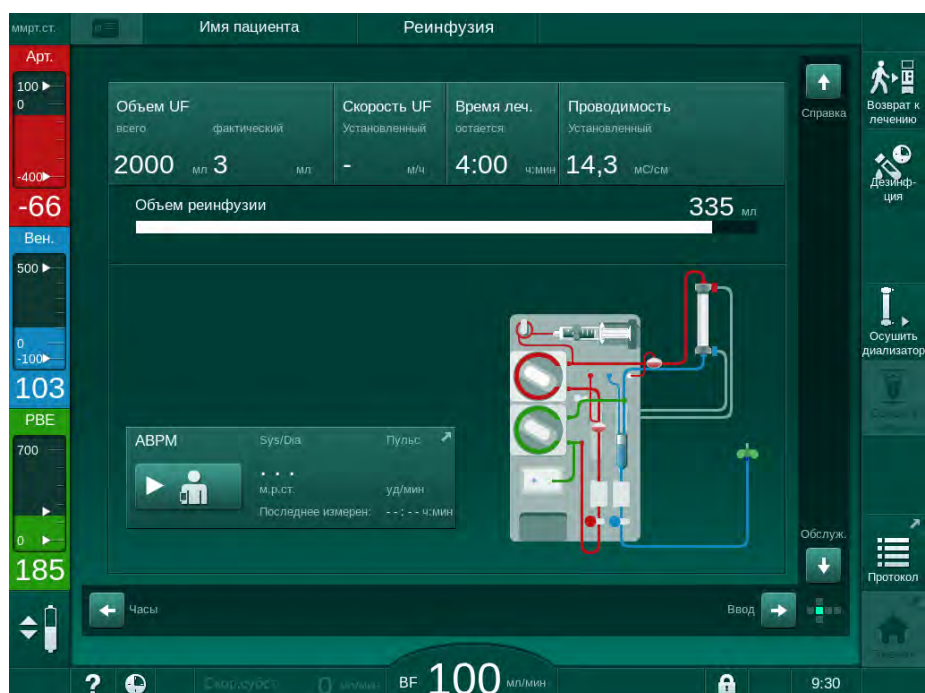 ммрт.ст.
Имя пациента
Реинфузия
Арт.
100
0
-400
-66
Вен.
500
0
-100
103
PBE
700
0
185
Объем UF
всего
фактический
2000 мл 3 мл
Скорость UF
Установленный
- м/ч
Время леч.
остается
4:00 ч:мин
Проводимость
Установленный
14,3 мС/см
Объем реинфузии
335 мл
ABPM
Sys/Dia
Пульс
м.р.ст.
уд/мин
Последнее измерен: --:-- ч:мин
Справка
Обслуж.
Часы
Ввод
Возврат к
лечению
Дезинф-
ция
Осушить
диализатор
Протокол
?
0 мл/мин
BF 100 мл/мин
9:30